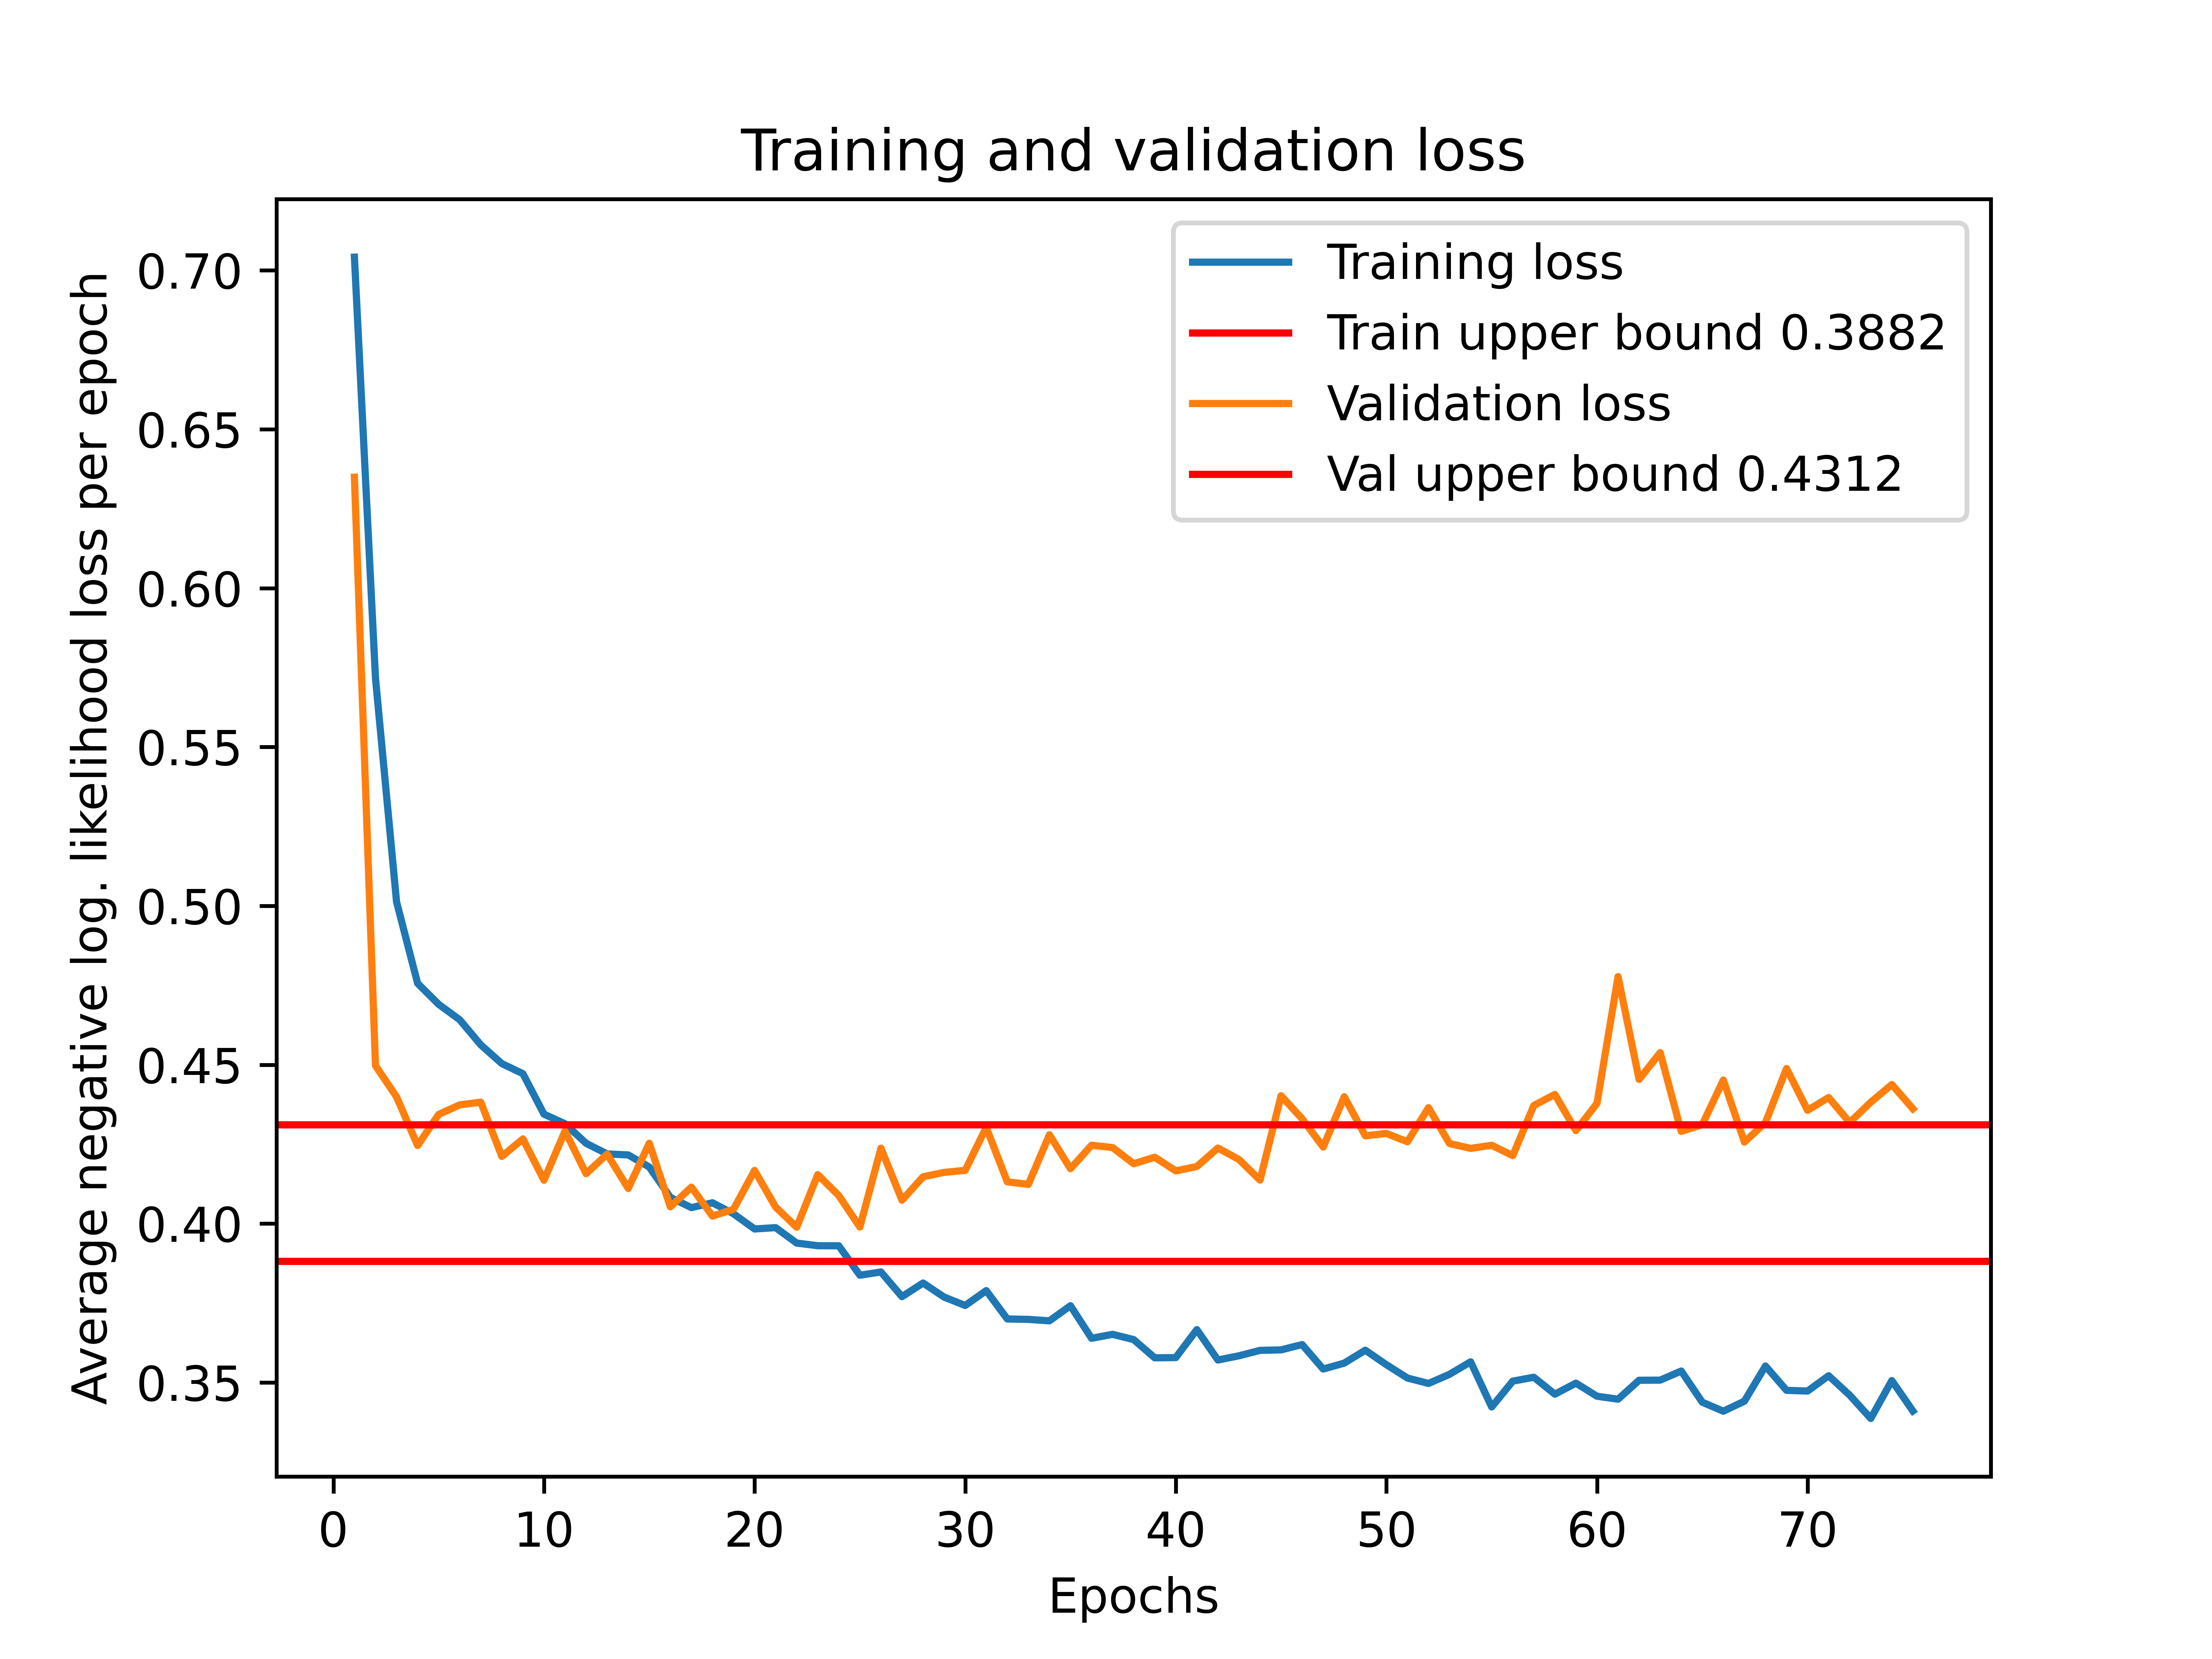 Training and validation loss
Training loss
Train upper bound 0.3882
Validation loss
Val upper bound 0.4312
Average negative log. likelihood loss per epoch
0.70
0.65
0.60
0.55
0.50
0.45
0.40
0.35
0 10 20 30 40 50 60 70
Epochs